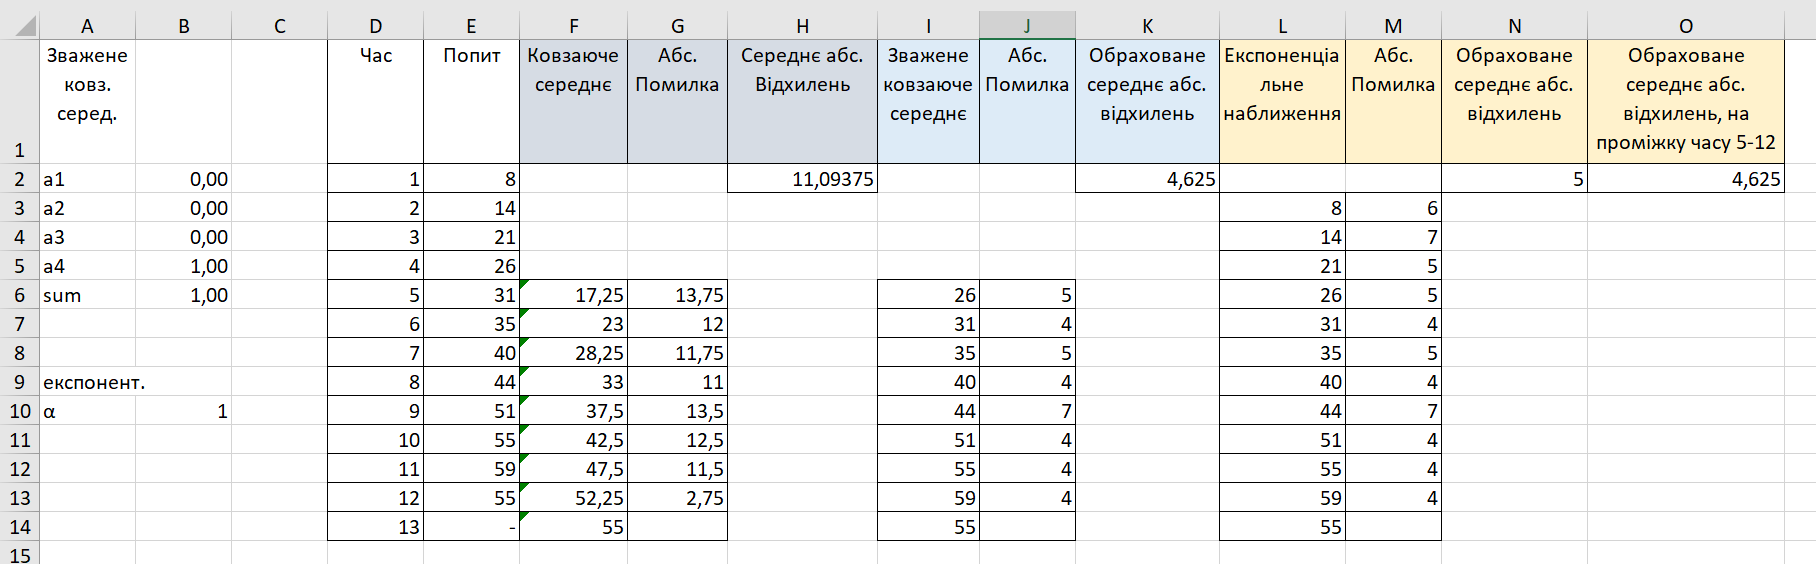 A B C D E F G H I J K L M N O
1 Зважене ковз. серед. Час Попит Ковзаюче середнє Абс. Помилка Середнє абс. Відхилень Зважене ковзаюче середнє Абс. Помилка Обраховане середнє абс. відхилень Експоненціальне наближення Абс. Помилка Обраховане середнє абс. відхилень Обраховане середнє абс. відхилень, на проміжку часу 5-12
2 a1 0,00 1 8 11,09375 4,625 5 4,625
3 a2 0,00 2 14 8 6
4 a3 0,00 3 21 14 7
5 a4 1,00 4 26 21 5
6 sum 1,00 5 31 17,25 13,75 26 5 26 5
7 6 35 23 12 31 4 31 4
8 7 40 28,25 11,75 35 5 35 5
9 експонент. 8 44 33 11 40 4 40 4
10 α 1 9 51 37,5 13,5 44 7 44 7
11 10 55 42,5 12,5 51 4 51 4
12 11 59 47,5 11,5 55 4 55 4
13 12 55 52,25 2,75 59 4 59 4
14 13 - 55 55 55
15